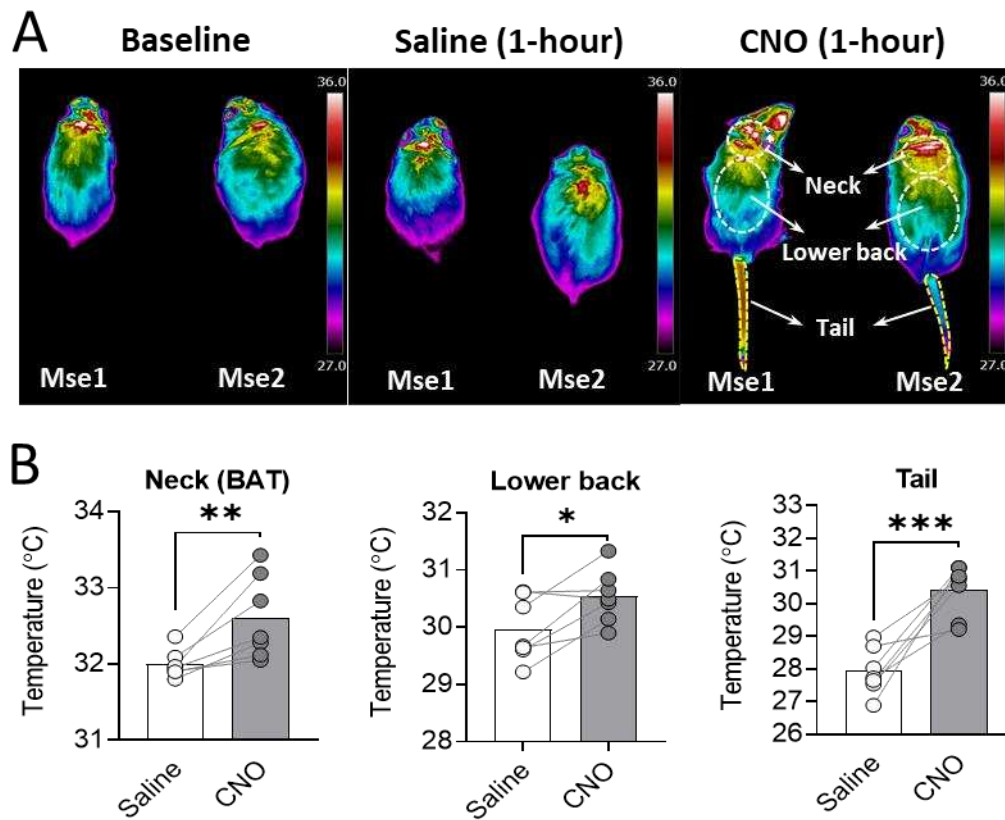 A
Baseline
Saline (1-hour)
CNO (1-hour)
36.0
36.0
36.0
Neck
Lower back
Tail
27.0
27.0
27.0
Mse1
Mse2
Mse1
Mse2
Mse1
Mse2
B
Neck (BAT)
**
Temperature (°C)
34
33
32
31
Saline
CNO
Lower back
*
Temperature (°C)
32
31
30
29
28
Saline
CNO
Tail
***
Temperature (°C)
33
32
31
30
29
28
27
26
Saline
CNO